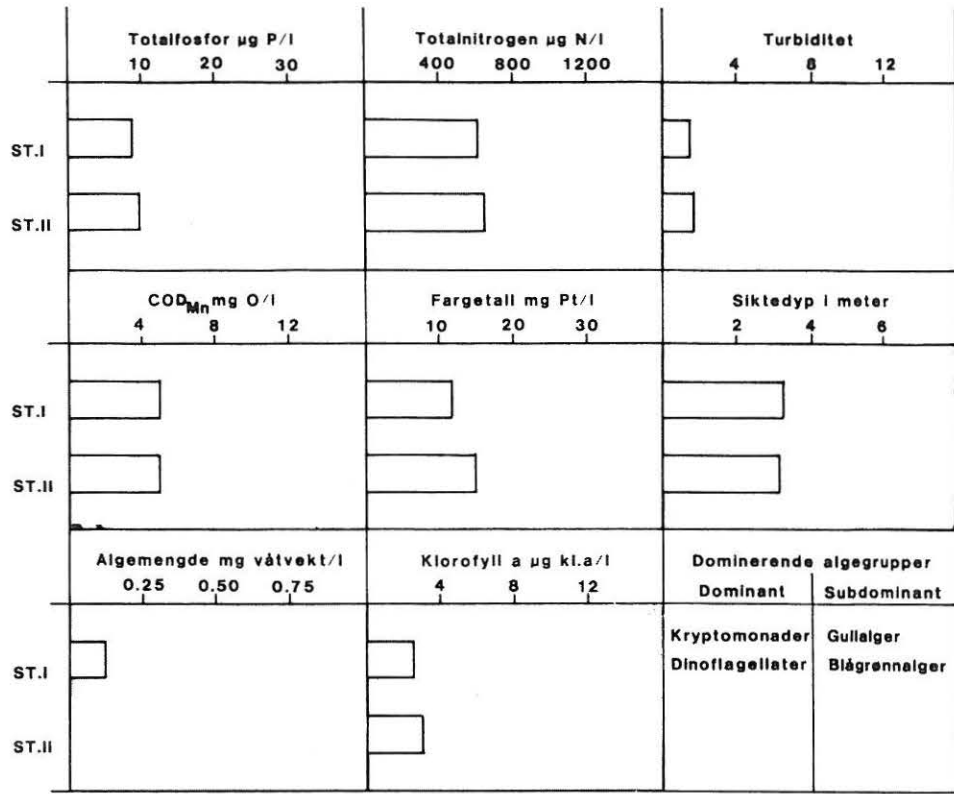 Totalfosfor µg P/l
10 20 30
Totalnitrogen µg N/l
400 800 1200
Turbiditet
4 8 12
ST.I
ST.II
COD Mn mg O/l
4 8 12
Fargetall mg Pt/l
10 20 30
Siktedyp i meter
2 4 6
ST.I
ST.II
Algemengde mg våtvekt/l
0.25 0.50 0.75
Klorofyll a µg kl.a/l
4 8 12
Dominerende algegrupper
Dominant Subdominant
Kryptomonader Gullalger
Dinoflagellater Blågrønnalger
ST.I
ST.II